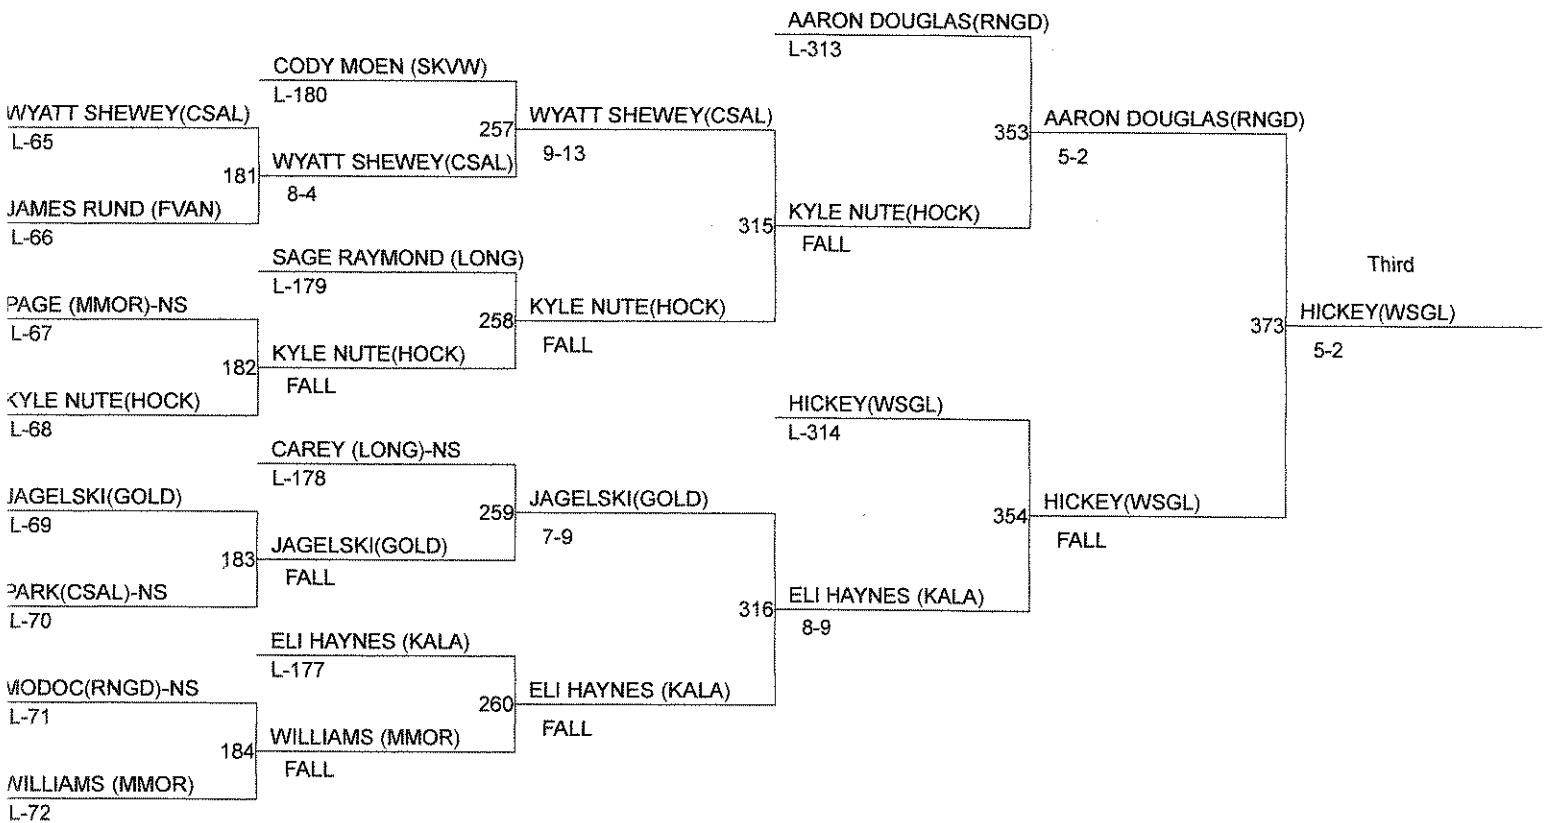 AARON DOUGLAS(RNGD)
L-313
CODY MOEN (SKVW)
L-180
WYATT SHEWEY(CSAL)
L-65
257
WYATT SHEWEY(CSAL)
9-13
353
AARON DOUGLAS(RNGD)
5-2
181
WYATT SHEWEY(CSAL)
8-4
JAMES RUND (FVAN)
L-66
315
KYLE NUTE(HOCK)
FALL
SAGE RAYMOND (LONG)
L-179
Third
PAGE (MMOR)-NS
L-67
258
KYLE NUTE(HOCK)
FALL
373
HICKEY(WSGL)
5-2
182
KYLE NUTE(HOCK)
FALL
KYLE NUTE(HOCK)
L-68
HICKEY(WSGL)
L-314
CAREY (LONG)-NS
L-178
JAGELSKI(GOLD)
L-69
259
JAGELSKI(GOLD)
7-9
354
HICKEY(WSGL)
FALL
183
JAGELSKI(GOLD)
FALL
PARK(CSAL)-NS
L-70
316
ELI HAYNES (KALA)
8-9
ELI HAYNES (KALA)
L-177
MODOC(RNGD)-NS
L-71
260
ELI HAYNES (KALA)
FALL
184
WILLIAMS (MMOR)
FALL
WILLIAMS (MMOR)
L-72